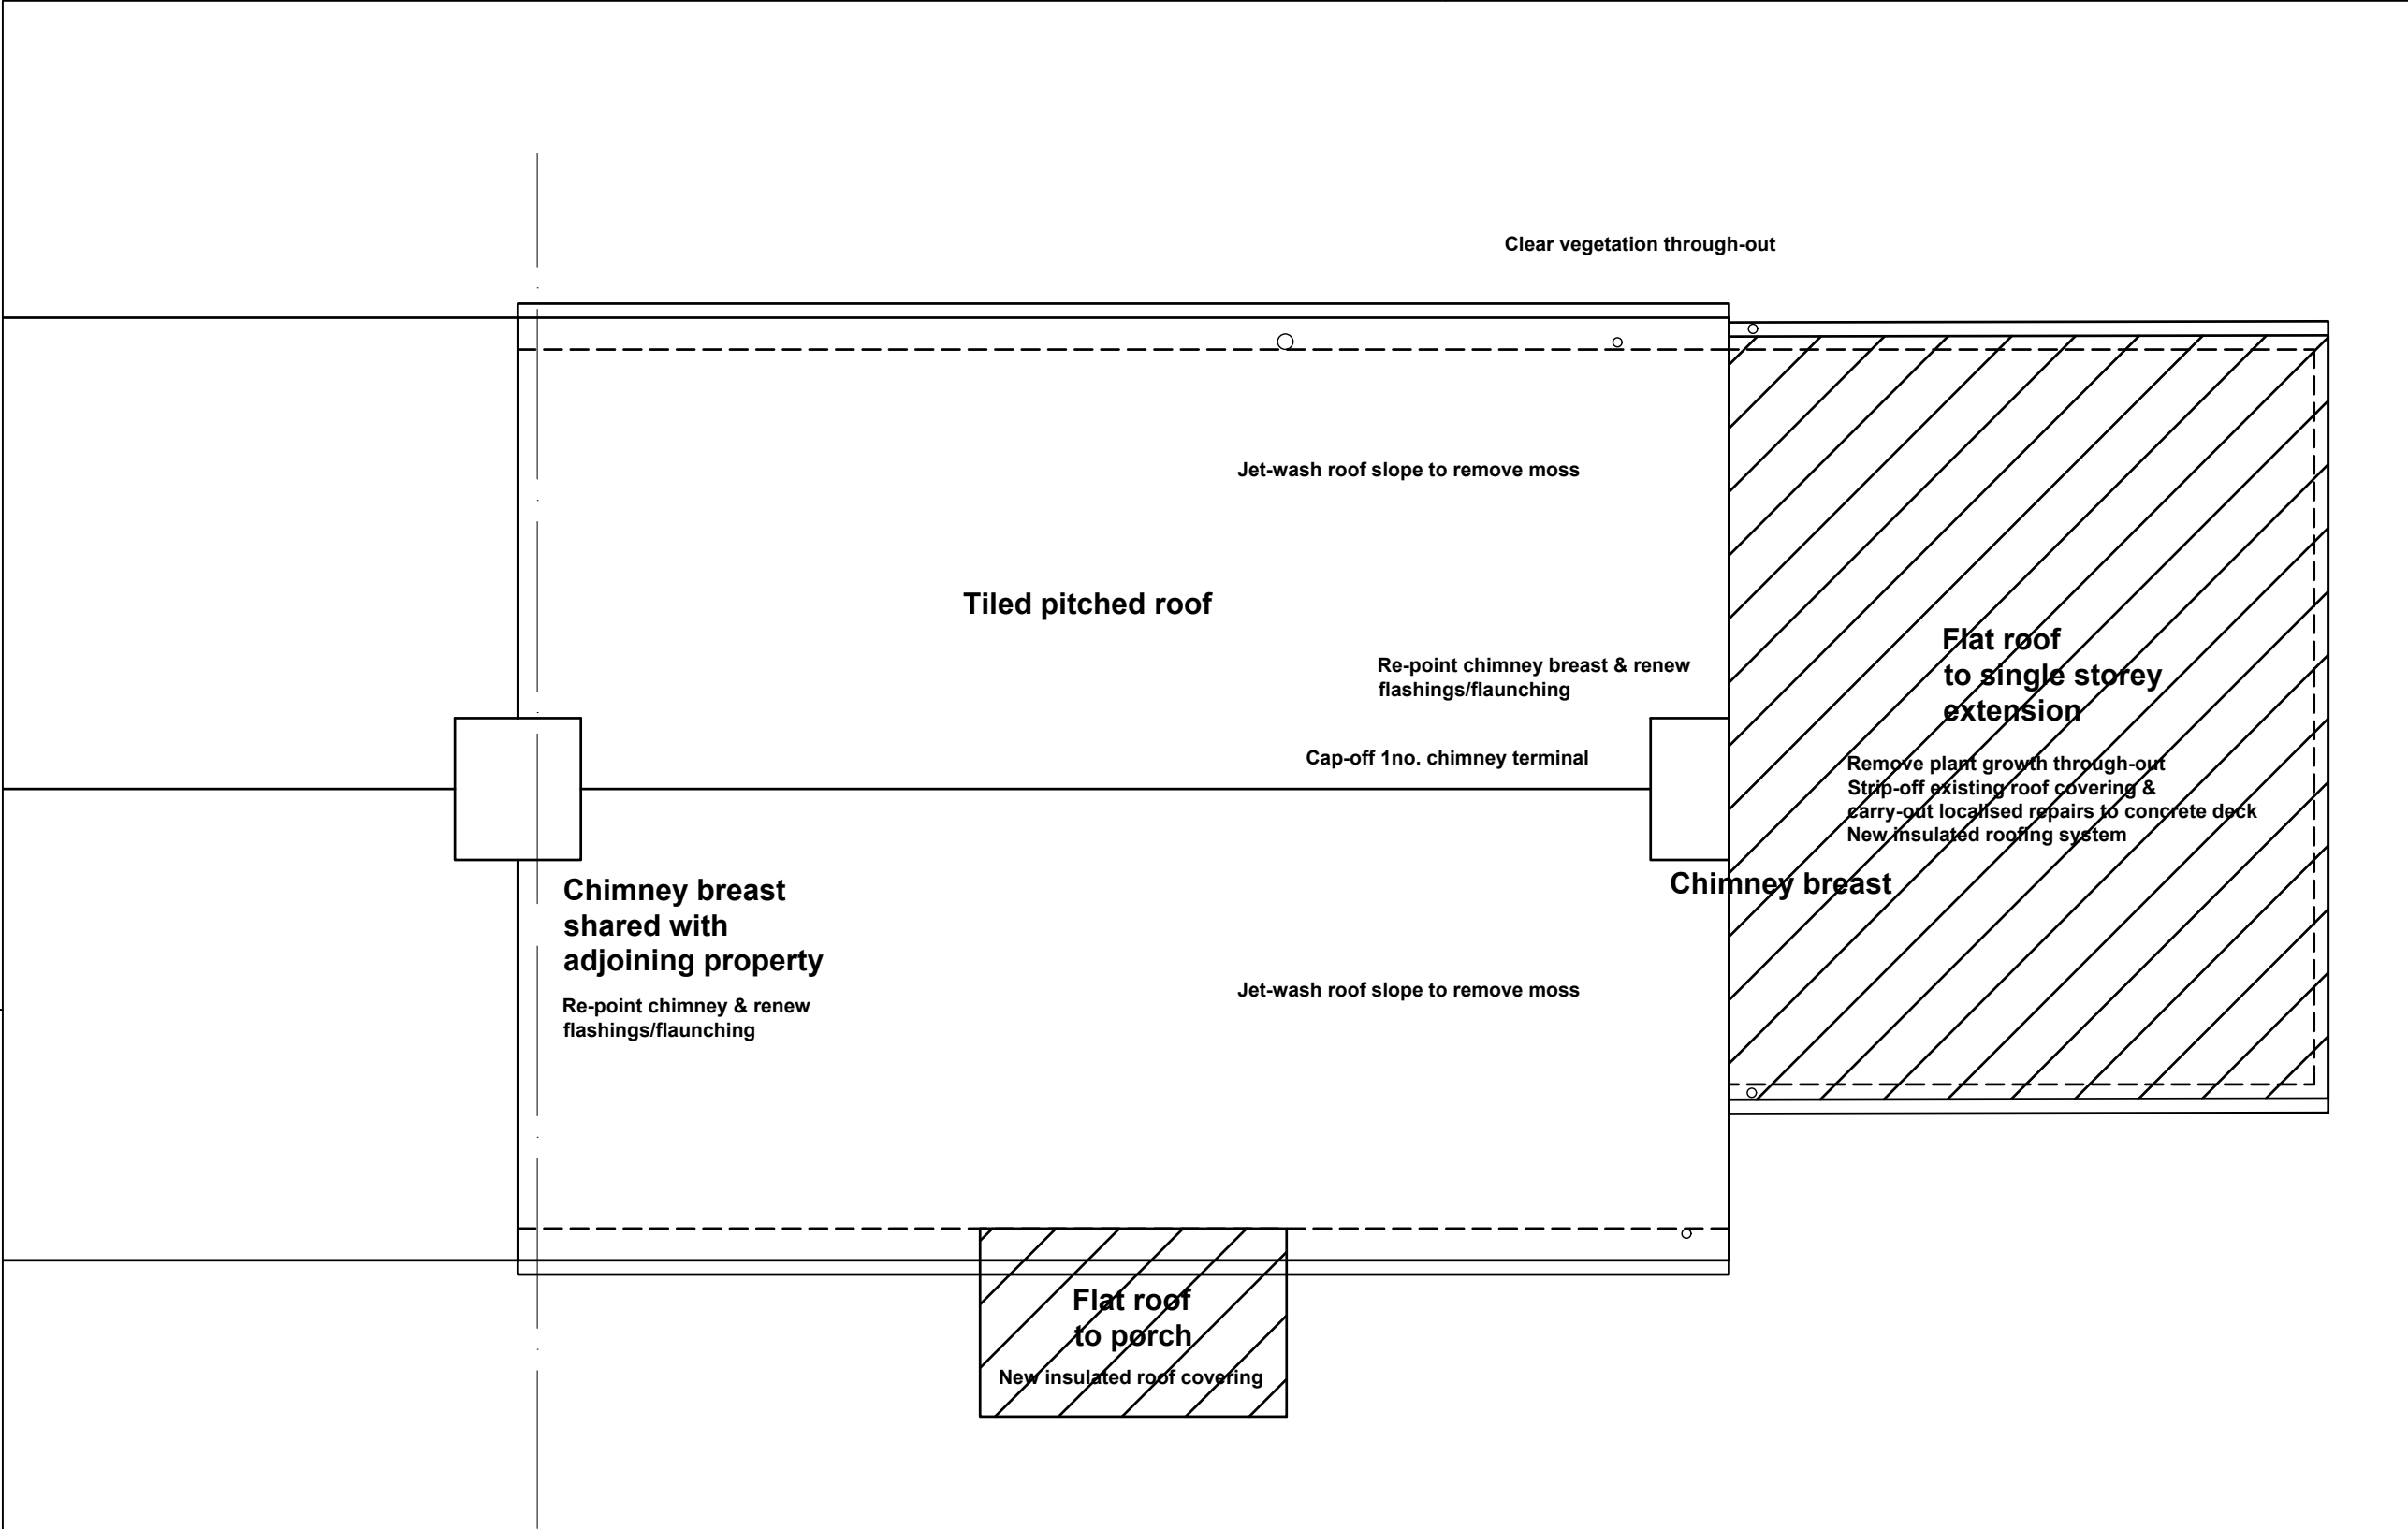 Clear vegetation through-out
Jet-wash roof slope to remove moss
Tiled pitched roof
Re-point chimney breast & renew
flashings/flaunching
Cap-off 1no. chimney terminal
Flat roof
to single storey
extension
Remove plant growth through-out
Strip-off existing roof covering &
carry-out localised repairs to concrete deck
New insulated roofing system
Chimney breast
Chimney breast
shared with
adjoining property
Re-point chimney & renew
flashings/flaunching
Jet-wash roof slope to remove moss
Flat roof
to porch
New insulated roof covering